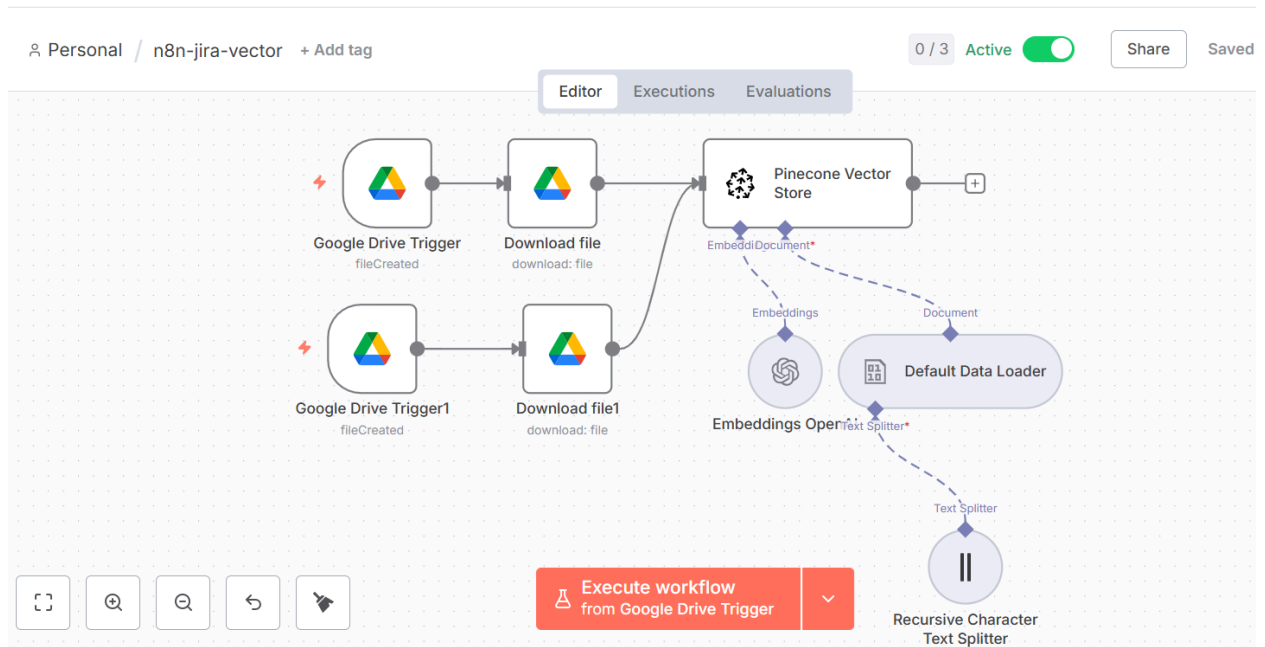 Personal / n8n-jira-vector + Add tag
0 / 3 Active Share Saved
Editor Executions Evaluations
Google Drive Trigger
fileCreated
Download file
download: file
Pinecone Vector
Store
Document*
Google Drive Trigger1
fileCreated
Download file1
download: file
Embeddings
Document
01
10
Default Data Loader
Embeddings
Text Splitter*
Text Splitter
Recursive Character
Text Splitter
Execute workflow
from Google Drive Trigger